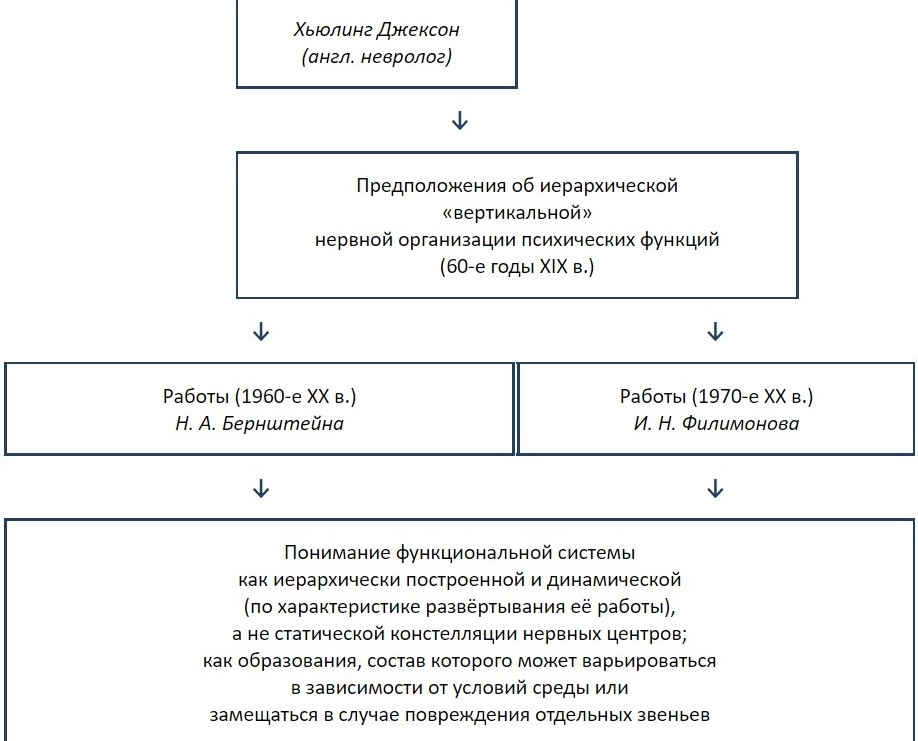 Хьюлинг Джексон
(англ. невролог)
Предположения об иерархической
«вертикальной»
нервной организации психических функций
(60-е годы XIX в.)
Работы (1960-е XX в.)
Н. А. Бернштейна
Работы (1970-е XX в.)
И. Н. Филимонова
Понимание функциональной системы
как иерархически построенной и динамической
(по характеристике развёртывания её работы),
а не статической констелляции нервных центров;
как образования, состав которого может варьироваться
в зависимости от условий среды или
замещаться в случае повреждения отдельных звеньев